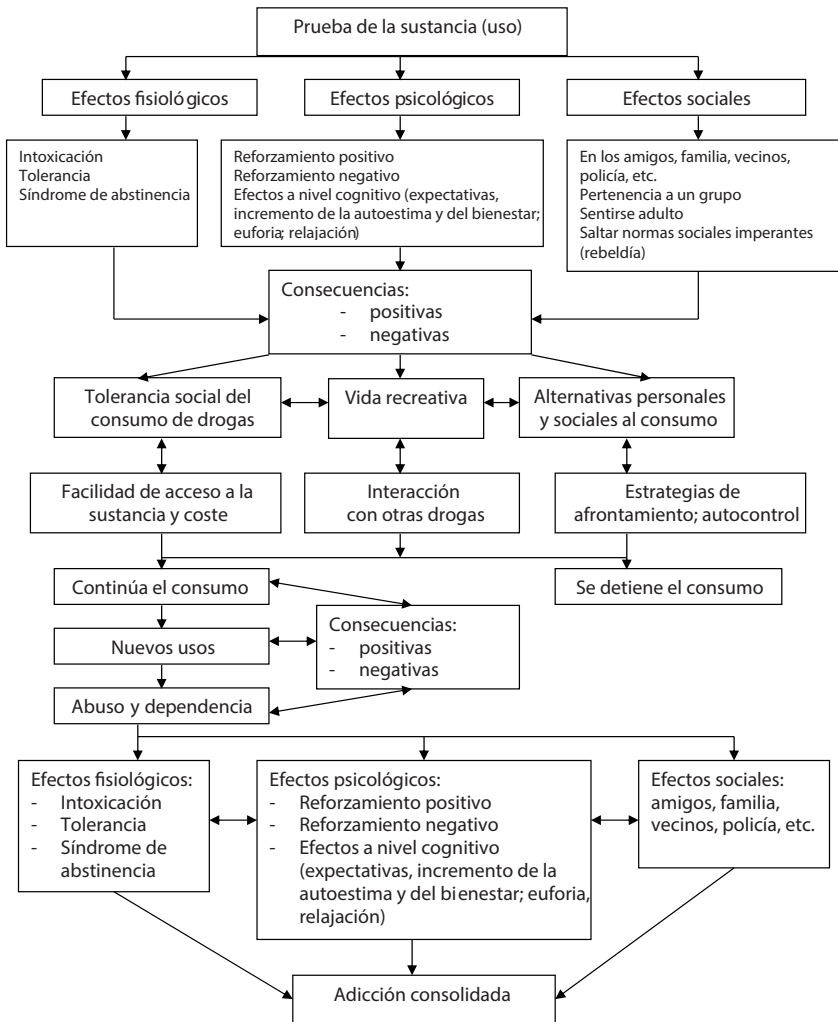 Prueba de la sustancia (uso)
Efectos fisiológicos
Efectos psicológicos
Efectos sociales
Intoxicación
Tolerancia
Síndrome de abstinencia
Reforzamiento positivo
Reforzamiento negativo
Efectos a nivel cognitivo (expectativas,
incremento de la autoestima y del bienestar;
euforia; relajación)
En los amigos, familia, vecinos,
policía, etc.
Pertenencia a un grupo
Sentirse adulto
Saltar normas sociales imperantes
(rebeldía)
Consecuencias:
- positivas
- negativas
Tolerancia social del
consumo de drogas
Vida recreativa
Alternativas personales
y sociales al consumo
Facilidad de acceso a la
sustancia y coste
Interacción
con otras drogas
Estrategias de
afrontamiento; autocontrol
Continúa el consumo
Se detiene el consumo
Nuevos usos
Consecuencias:
- positivas
- negativas
Abuso y dependencia
Efectos fisiológicos:
- Intoxicación
- Tolerancia
- Síndrome de
abstinencia
Efectos psicológicos:
- Reforzamiento positivo
- Reforzamiento negativo
- Efectos a nivel cognitivo
(expectativas, incremento de la
autoestima y del bienestar; euforia,
relajación)
Efectos sociales:
amigos, familia,
vecinos, policía, etc.
Adicción consolidada